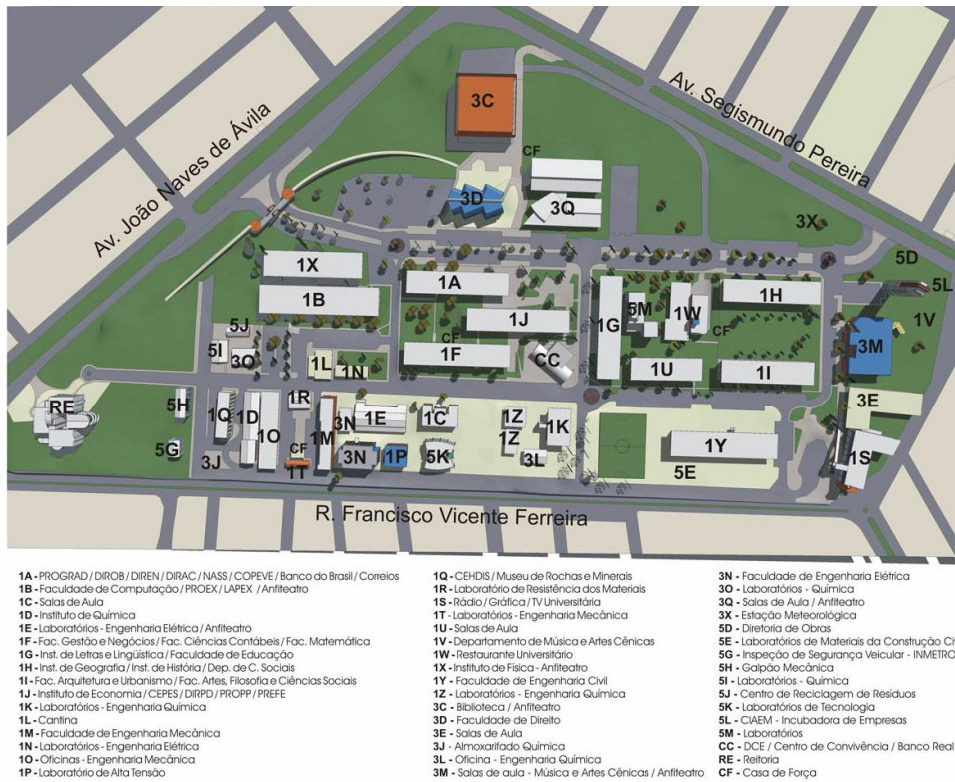 3C
Av. Segismundo Pereira
Av. João Naves de Ávila
CF
3D
3Q
3X
5D
1X
1A
1H
5L
1B
1J
1G
5M
1W
CF
1V
5J
CF
3M
5I
3O
1F
CC
1U
1I
1L
1N
RE
5H
1Q
1D
1R
3N
1E
1C
1Z
1K
3E
1O
1M
1Z
1Y
5G
CF
3N
1P
5K
3L
5E
1S
3J
1T
R. Francisco Vicente Ferreira
1A - PROGRAD / DIROB / DIREN / DIRAC / NASS / COPEVE / Banco do Brasil / Correios
1B - Faculdade de Computação / PROEX / LAPEX / Anfiteatro
1C - Salas de Aula
1D - Instituto de Química
1E - Laboratórios - Engenharia Elétrica / Anfiteatro
1F - Fac. Gestão e Negócios / Fac. Ciências Contábeis / Fac. Matemática
1G - Inst. de Letras e Lingüística / Faculdade de Educação
1H - Inst. de Geografia / Inst. de História / Dep. de C. Sociais
1I - Fac. Arquitetura e Urbanismo / Fac. Artes, Filosofia e Ciências Sociais
1J - Instituto de Economia / CEPES / DIRPD / PROPP / PREFE
1K - Laboratórios - Engenharia Química
1L - Cantina
1M - Faculdade de Engenharia Mecânica
1N - Laboratórios - Engenharia Elétrica
1O - Oficinas - Engenharia Mecânica
1P - Laboratório de Alta Tensão
1Q - CEHDIS / Museu de Rochas e Minerais
1R - Laboratório de Resistência dos Materiais
1S - Rádio / Gráfica / TV Universitária
1T - Laboratórios - Engenharia Mecânica
1U - Salas de Aula
1V - Departamento de Música e Artes Cênicas
1W - Restaurante Universitário
1X - Instituto de Física - Anfiteatro
1Y - Faculdade de Engenharia Civil
1Z - Laboratórios - Engenharia Química
3C - Biblioteca / Anfiteatro
3D - Faculdade de Direito
3E - Salas de Aula
3J - Almoxarifado Química
3L - Oficina - Engenharia Química
3M - Salas de aula - Música e Artes Cênicas / Anfiteatro
3N - Faculdade de Engenharia Elétrica
3O - Laboratórios - Química
3Q - Salas de Aula / Anfiteatro
3X - Estação Meteorológica
5D - Diretoria de Obras
5E - Laboratórios de Materiais da Construção Civ
5G - Inspeção de Segurança Veicular - INMETRO
5H - Galpão Mecânica
5I - Laboratórios - Química
5J - Centro de Reciclagem de Resíduos
5K - Laboratórios de Tecnologia
5L - CIAEM - Incubadora de Empresas
5M - Laboratórios
CC - DCE / Centro de Convivência / Banco Real
RE - Reitoria
CF - Casa de Força